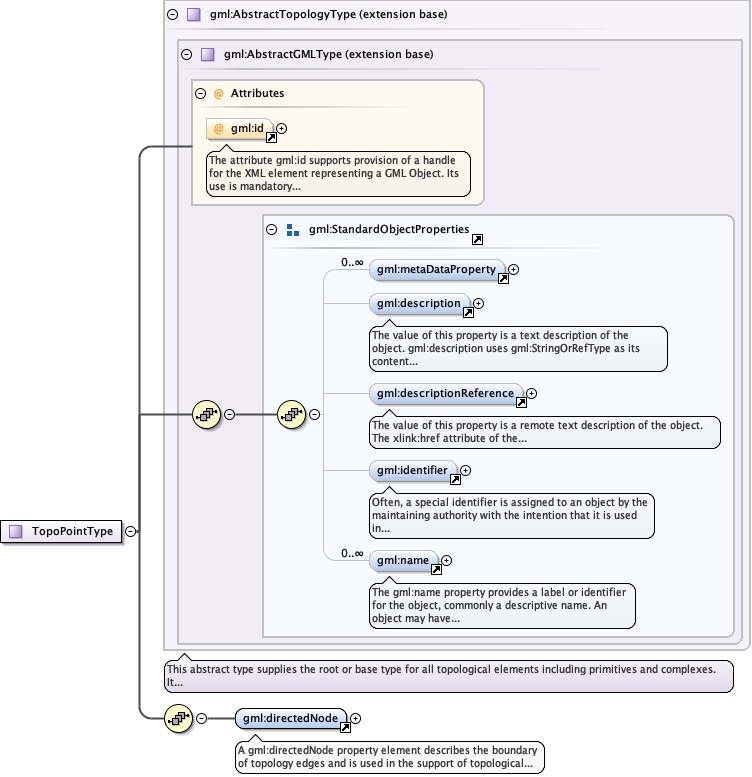 gml:AbstractTopologyType (extension base)
gml:AbstractGMLType (extension base)
@ Attributes
@ gml:id
The attribute gml:id supports provision of a handle
for the XML element representing a GML Object. Its
use is mandatory...
gml:StandardObjectProperties
0..∞
gml:metaDataProperty
gml:description
The value of this property is a text description of the
object. gml:description uses gml:StringOrRefType as its
content...
gml:descriptionReference
The value of this property is a remote text description of the object.
The xlink:href attribute of the...
gml:identifier
Often, a special identifier is assigned to an object by the
maintaining authority with the intention that it is used
in...
0..∞
gml:name
The gml:name property provides a label or identifier
for the object, commonly a descriptive name. An
object may have...
TopoPointType
This abstract type supplies the root or base type for all topological elements including primitives and complexes.
It...
gml:directedNode
A gml:directedNode property element describes the boundary
of topology edges and is used in the support of topological...